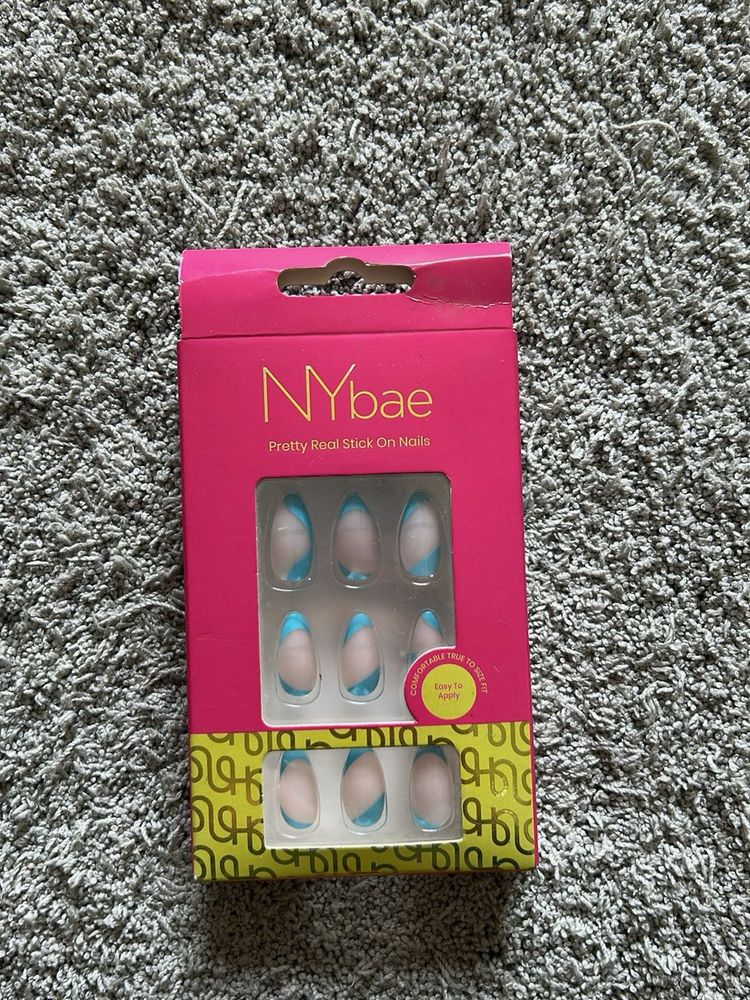 NYbae
Pretty Real Stick On Nails
COMFORTABLE TRUE TO SIZE FIT
Easy To
Apply